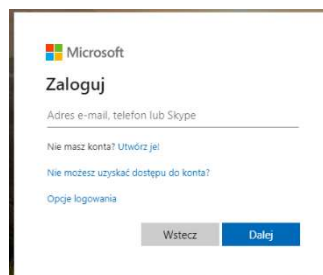 Microsoft
Zaloguj
Adres e-mail, telefon lub Skype
Nie masz konta? Utwórz je!
Nie możesz uzyskać dostępu do konta?
Opcje logowania
Wstecz Dalej